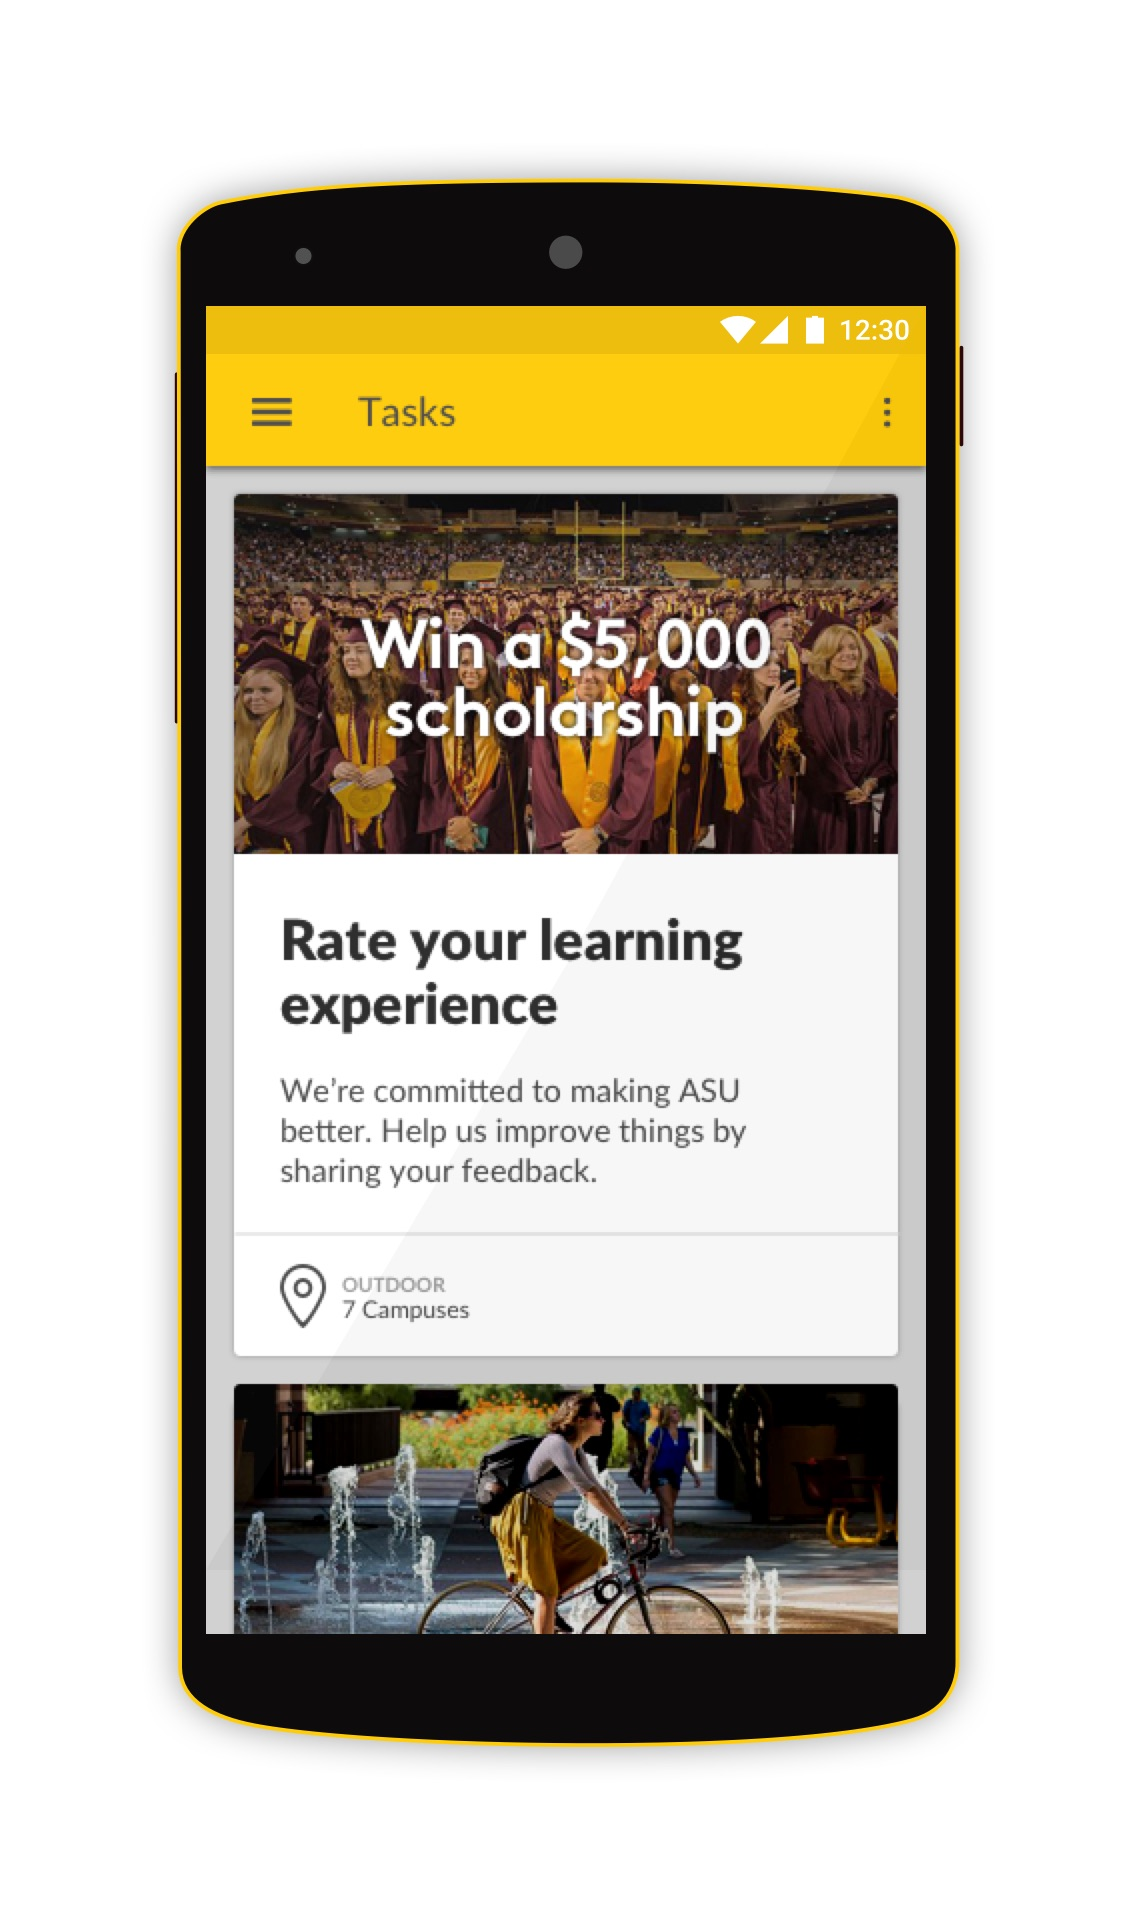 12:30
Tasks
Win a $5,000
scholarship
Rate your learning
experience
We’re committed to making ASU
better. Help us improve things by
sharing your feedback.
OUTDOOR
7 Campuses